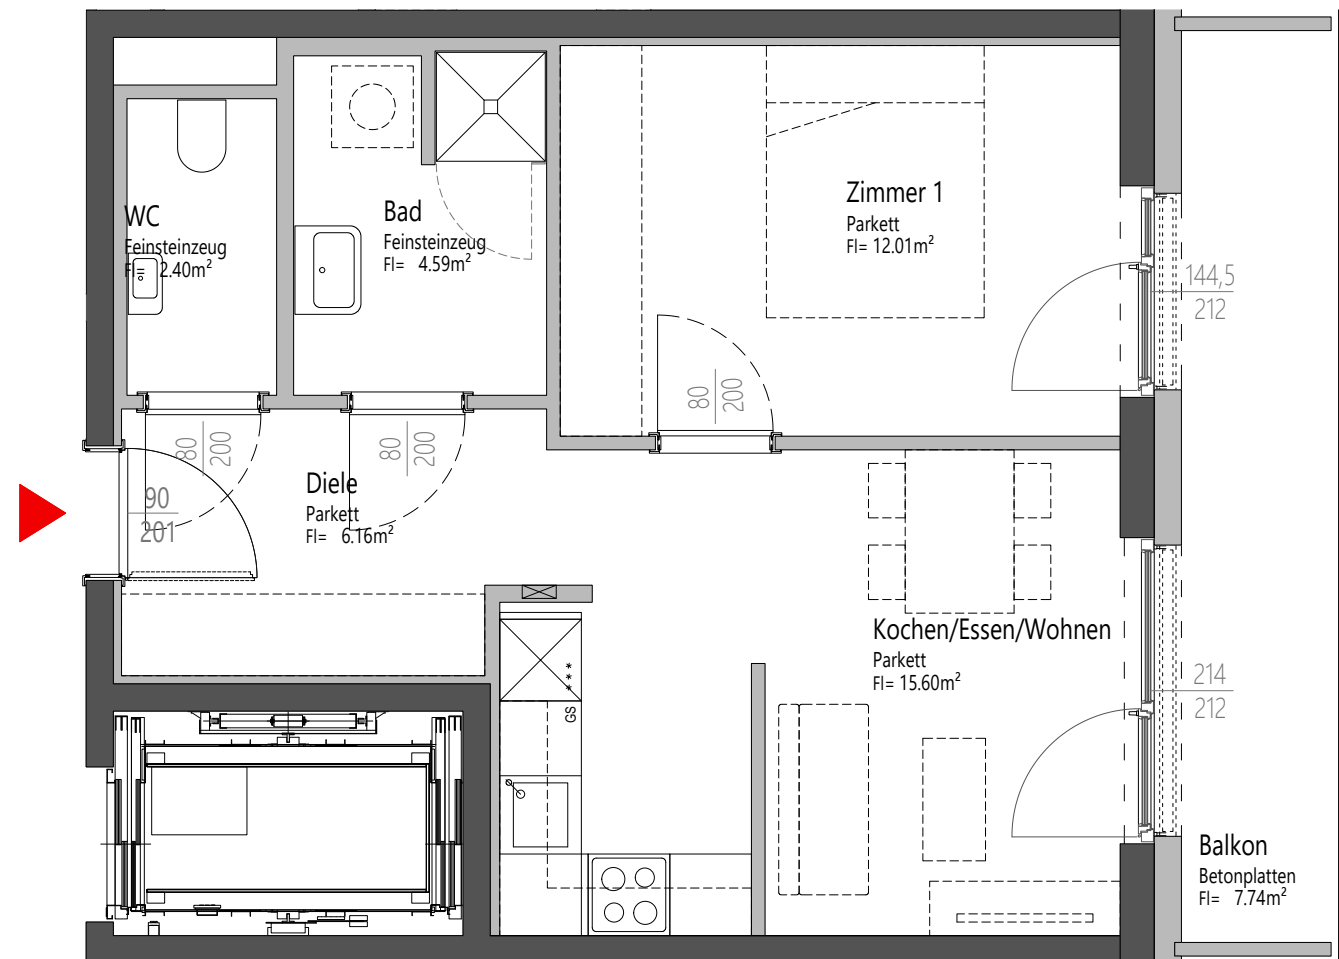 WC
Feinsteinzeug
Fl= 2.40m²
Bad
Feinsteinzeug
Fl= 4.59m²
Zimmer 1
Parkett
Fl= 12.01m²
144,5
212
80
200
80
200
80
200
90
201
Diele
Parkett
Fl= 6.16m²
Kochen/Essen/Wohnen
Parkett
Fl= 15.60m²
214
212
***
GS
Balkon
Betonplatten
Fl= 7.74m²